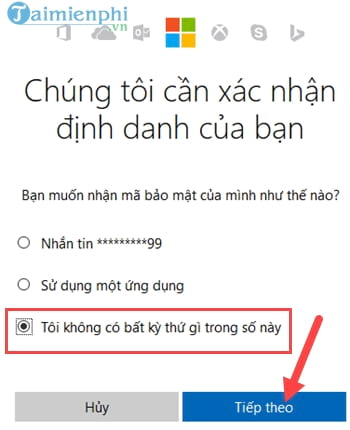 Taimienphi
.vn
Chúng tôi cần xác nhận
định danh của bạn
Bạn muốn nhận mã bảo mật của mình như thế nào?
Nhắn tin *********99
Sử dụng một ứng dụng
Tôi không có bất kỳ thứ gì trong số này
Hủy
Tiếp theo